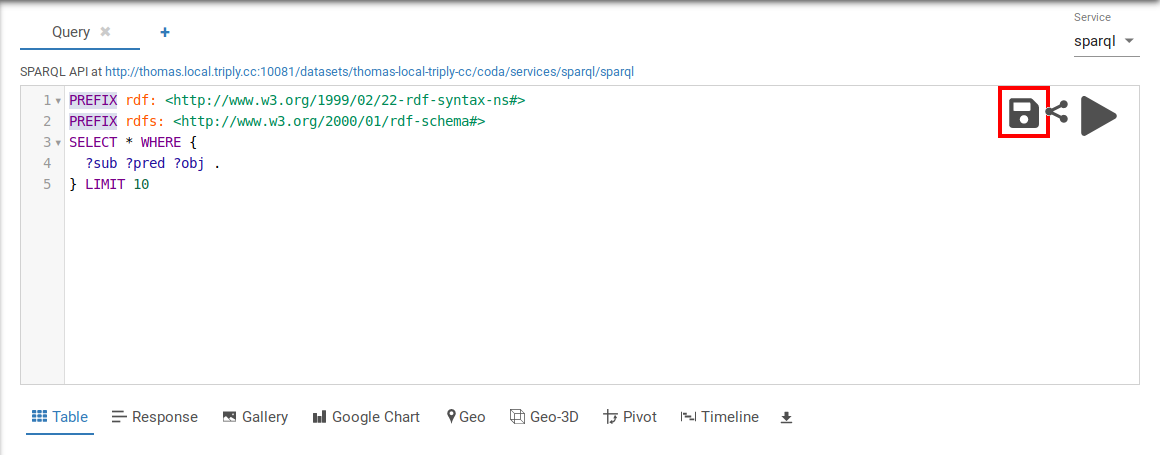 Query
Service
sparql
SPARQL API at http://thomas.local.triply.cc:10081/datasets/thomas-local-triply-cc/coda/services/sparql/sparql
1 PREFIX rdf: <http://www.w3.org/1999/02/22-rdf-syntax-ns#>
2 PREFIX rdfs: <http://www.w3.org/2000/01/rdf-schema#>
3 SELECT * WHERE {
4 ?sub ?pred ?obj .
5 } LIMIT 10
Table Response Gallery Google Chart Geo Geo-3D Pivot Timeline